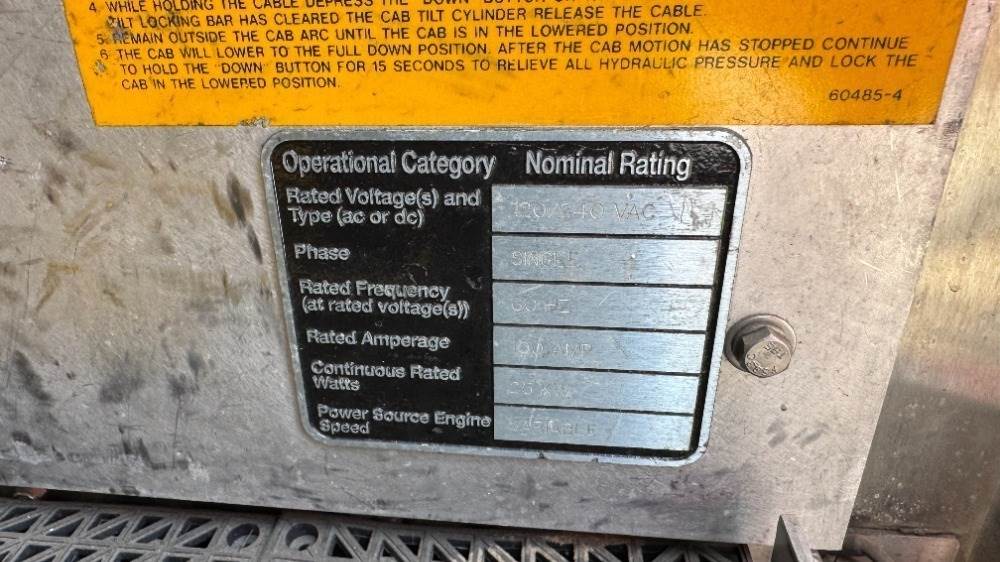 4. WHILE HOLDING THE CABLE DEPRESS THE "DOWN" BUTTON
TILT LOCKING BAR HAS CLEARED THE CAB TILT CYLINDER RELEASE THE CABLE.
5. REMAIN OUTSIDE THE CAB ARC UNTIL THE CAB IS IN THE LOWERED POSITION.
6. THE CAB WILL LOWER TO THE FULL DOWN POSITION. AFTER THE CAB MOTION HAS STOPPED CONTINUE
TO HOLD THE "DOWN" BUTTON FOR 15 SECONDS TO RELIEVE ALL HYDRAULIC PRESSURE AND LOCK THE
CAB IN THE LOWERED POSITION.
60485-4
Operational Category Nominal Rating
Rated Voltage(s) and
Type (ac or dc) 120/240 VAC
Phase SINGLE
Rated Frequency
(at rated voltage(s)) 60HZ
Rated Amperage AMP
Continuous Rated
Watts
Power Source Engine
Speed VARIABLE